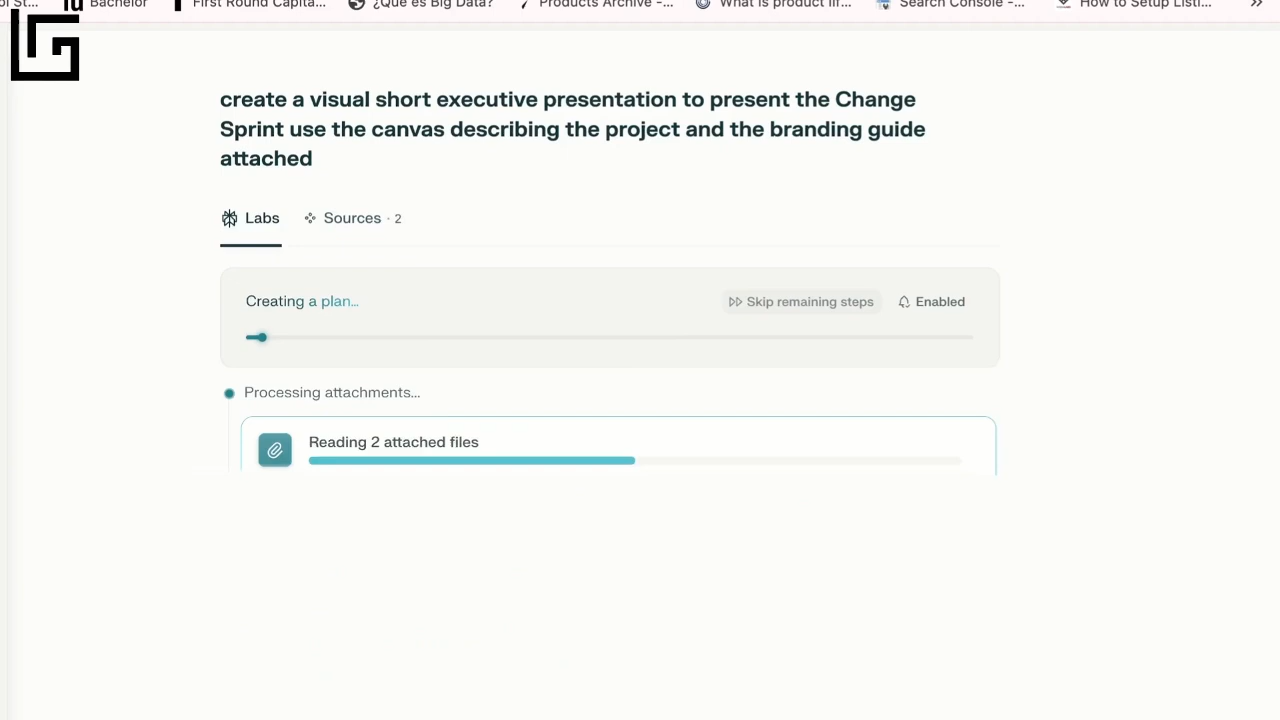 ol St... Bachelor First Round Capita... ¿Qué es Big Data? Products Archive -... What is product lif... Search Console -... How to Setup Listi... »
create a visual short executive presentation to present the Change
Sprint use the canvas describing the project and the branding guide
attached
Labs Sources · 2
Creating a plan... Skip remaining steps Enabled
Processing attachments...
Reading 2 attached files